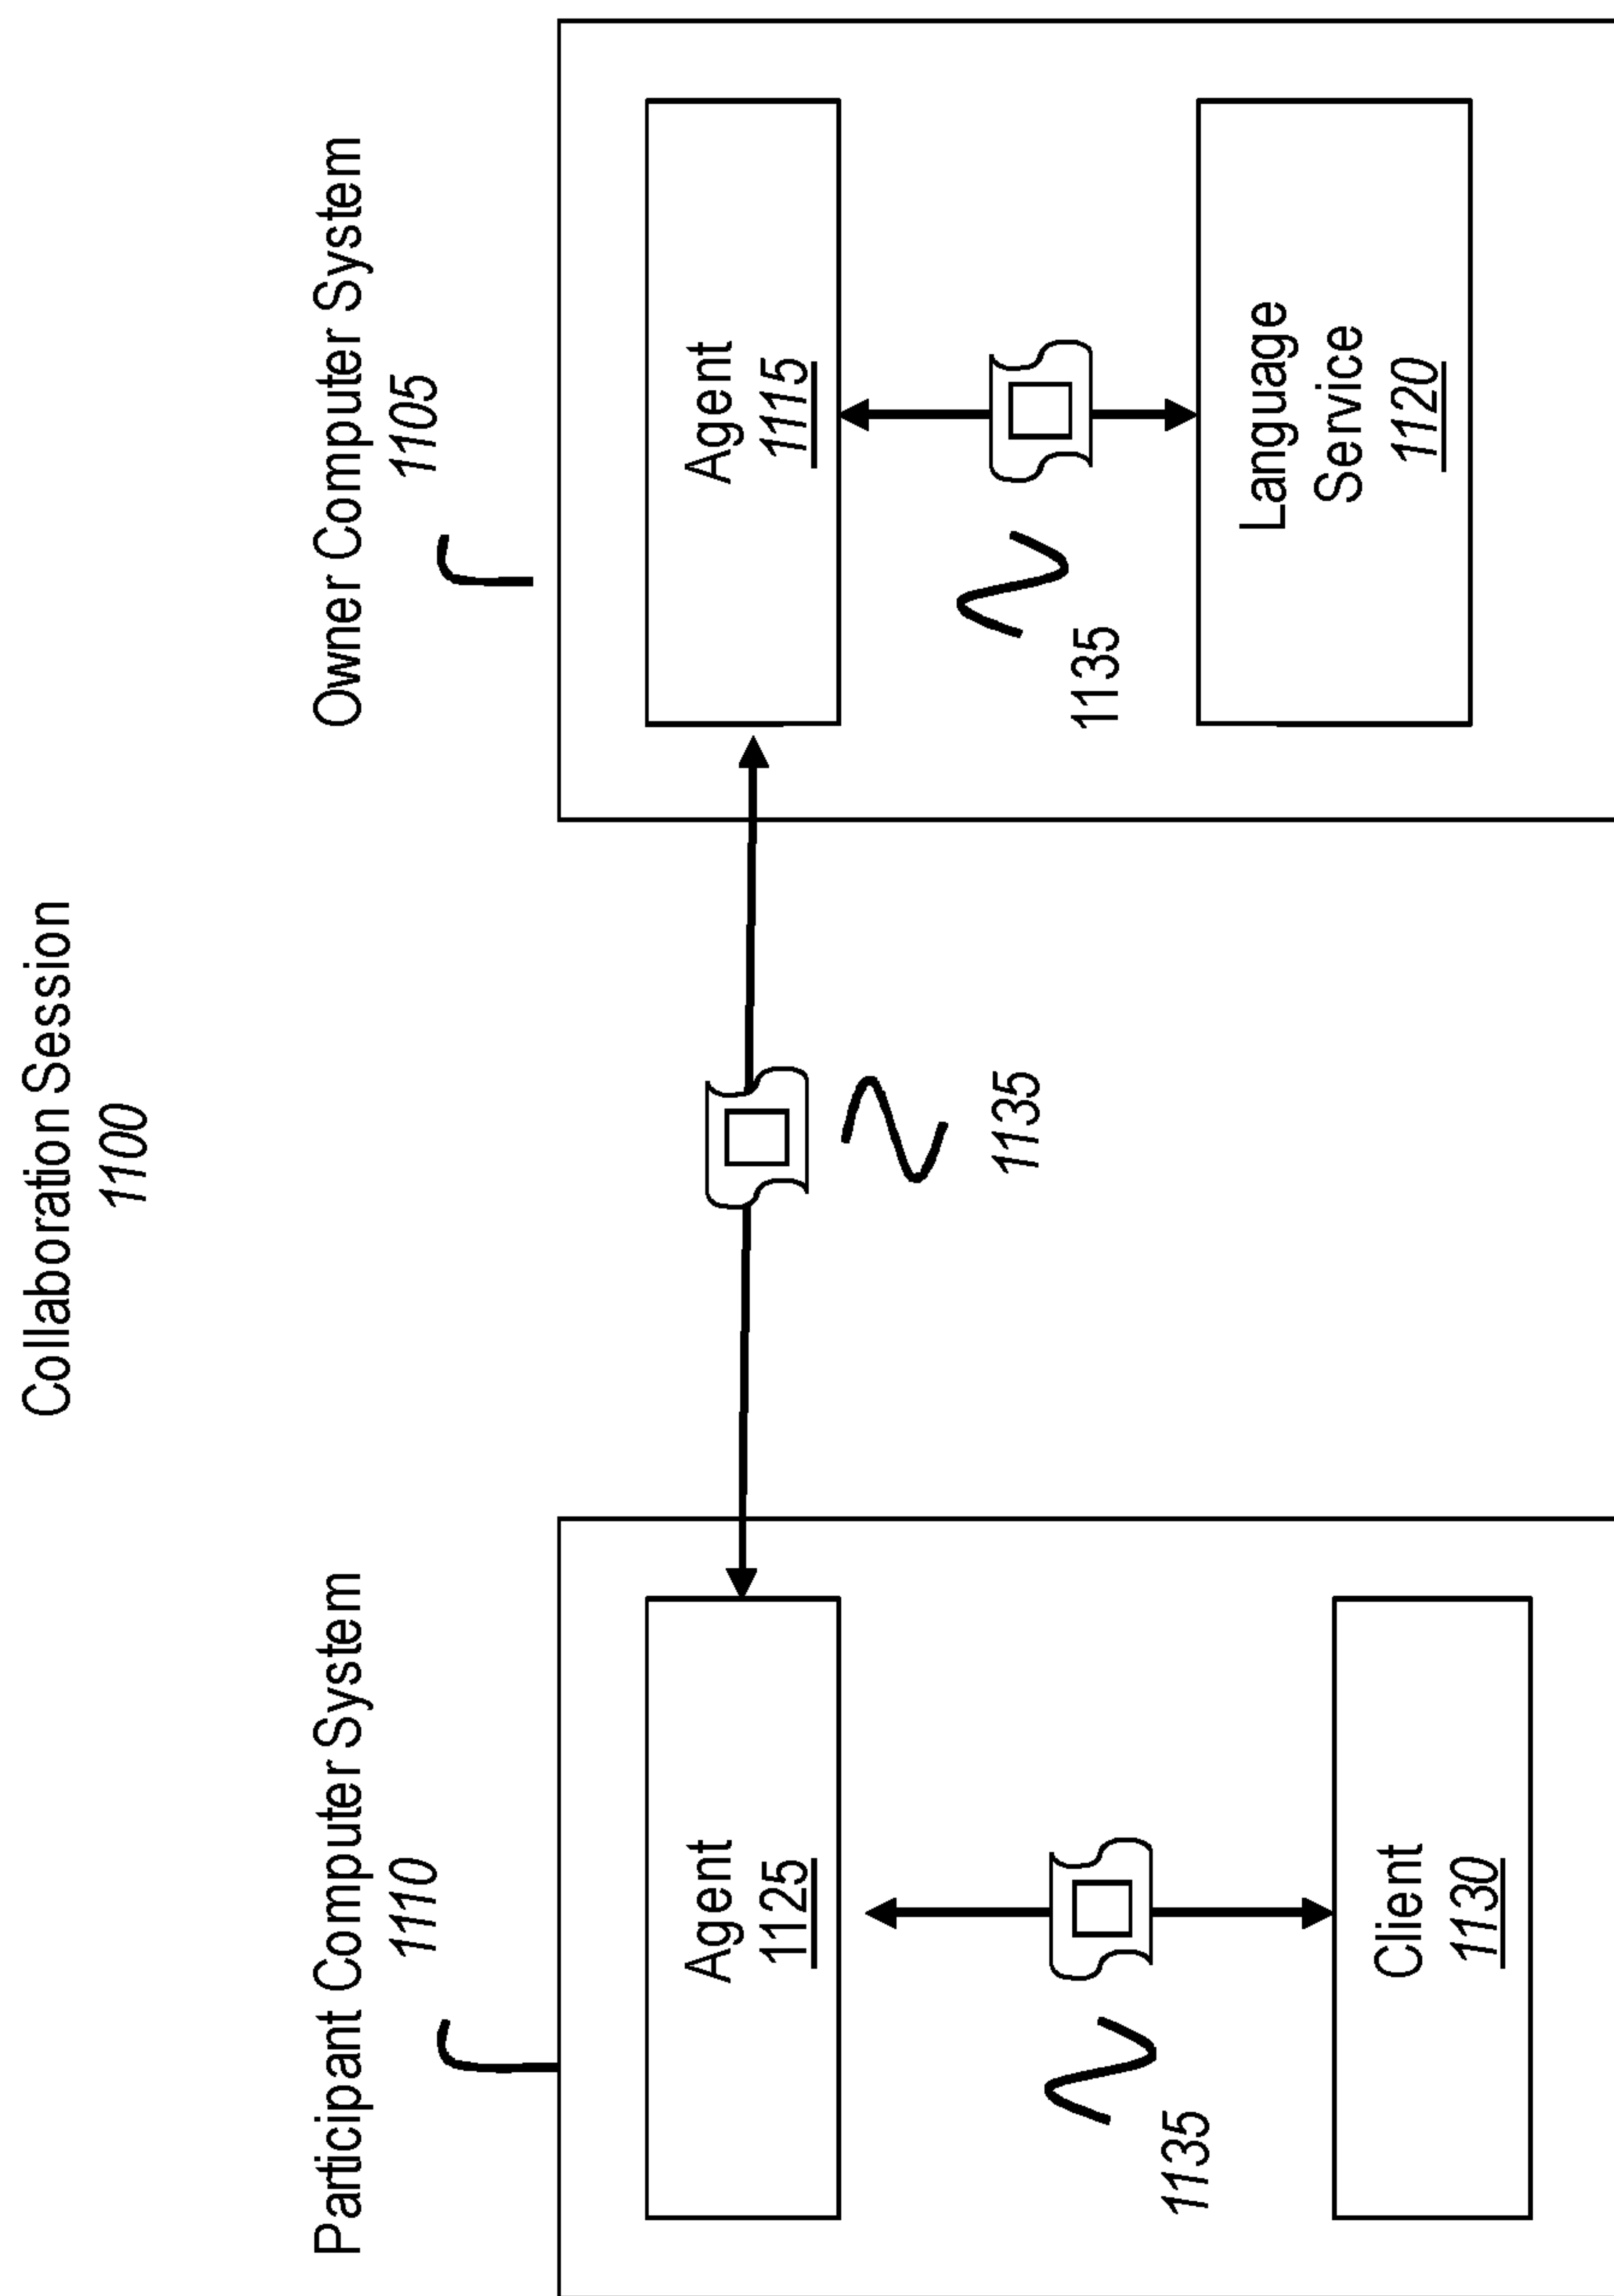 Collaboration Session
1100
Participant Computer System
1110
Owner Computer System
1105
Agent
1125
Agent
1115
1135
1135
1135
Language
Service
1120
Client
1130